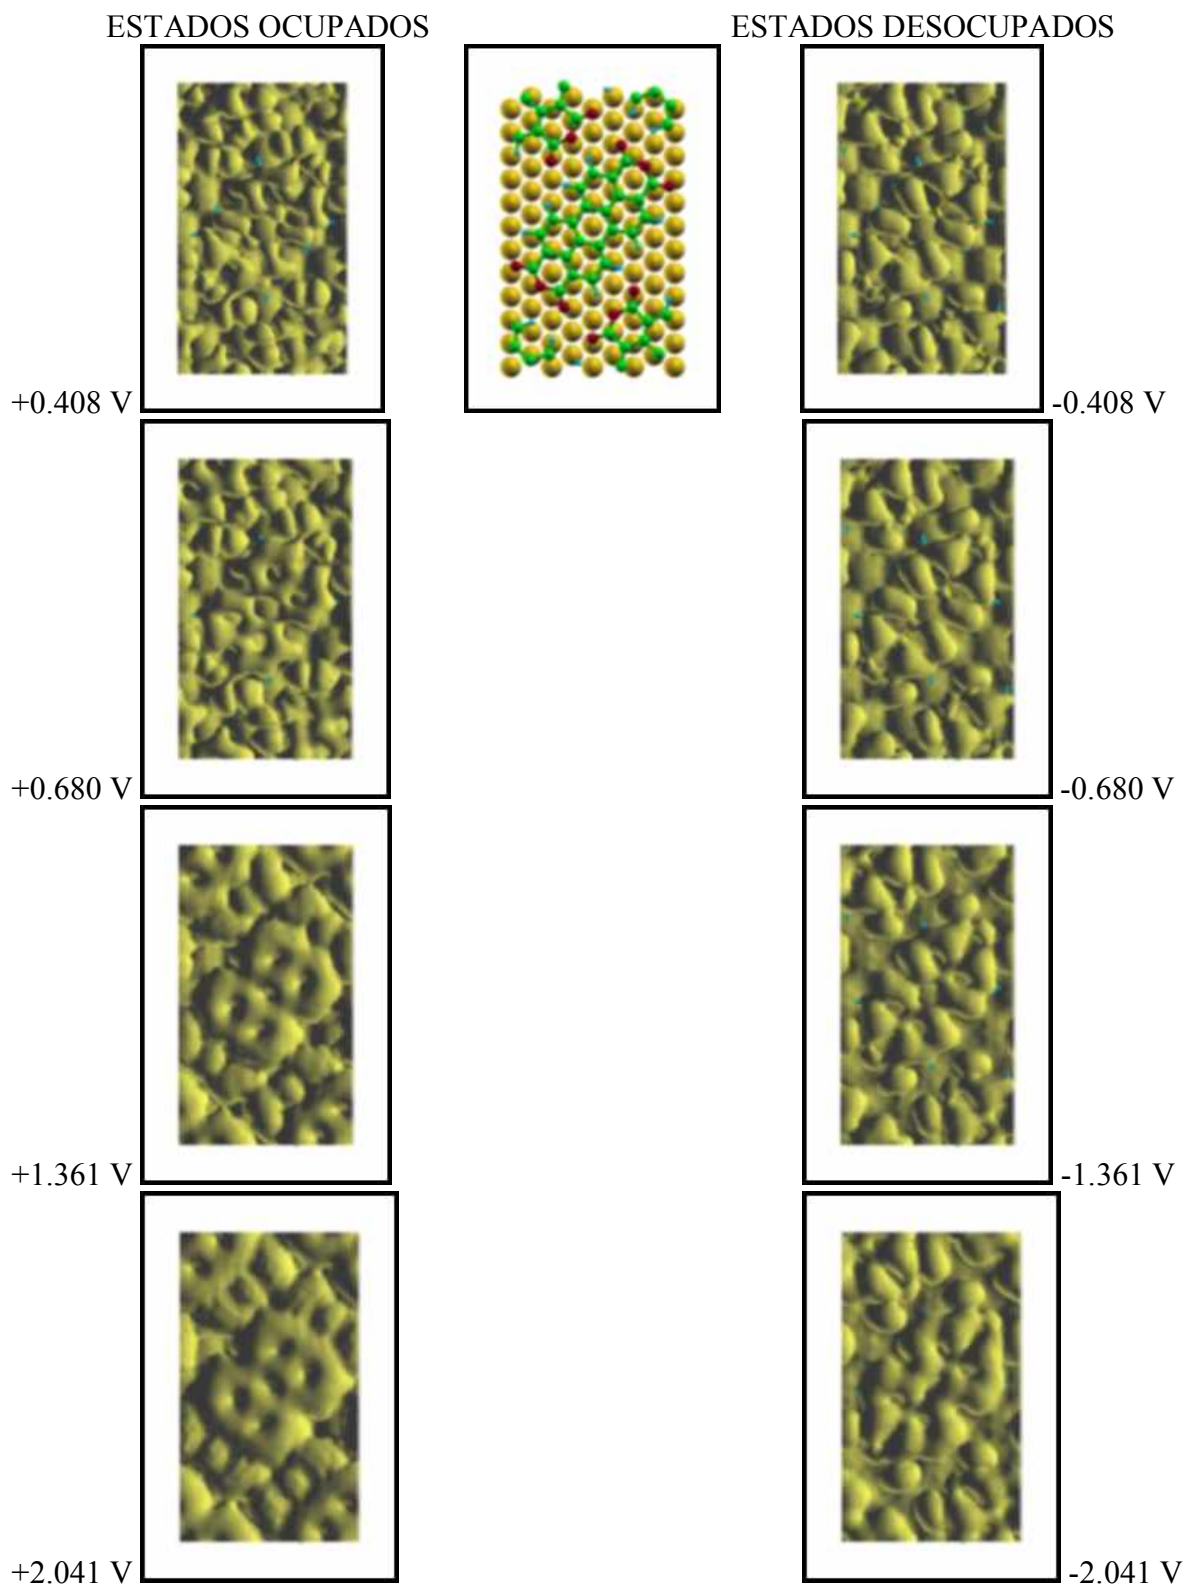 ESTADOS OCUPADOS ESTADOS DESOCUPADOS
+0.408 V -0.408 V
+0.680 V -0.680 V
+1.361 V -1.361 V
+2.041 V -2.041 V